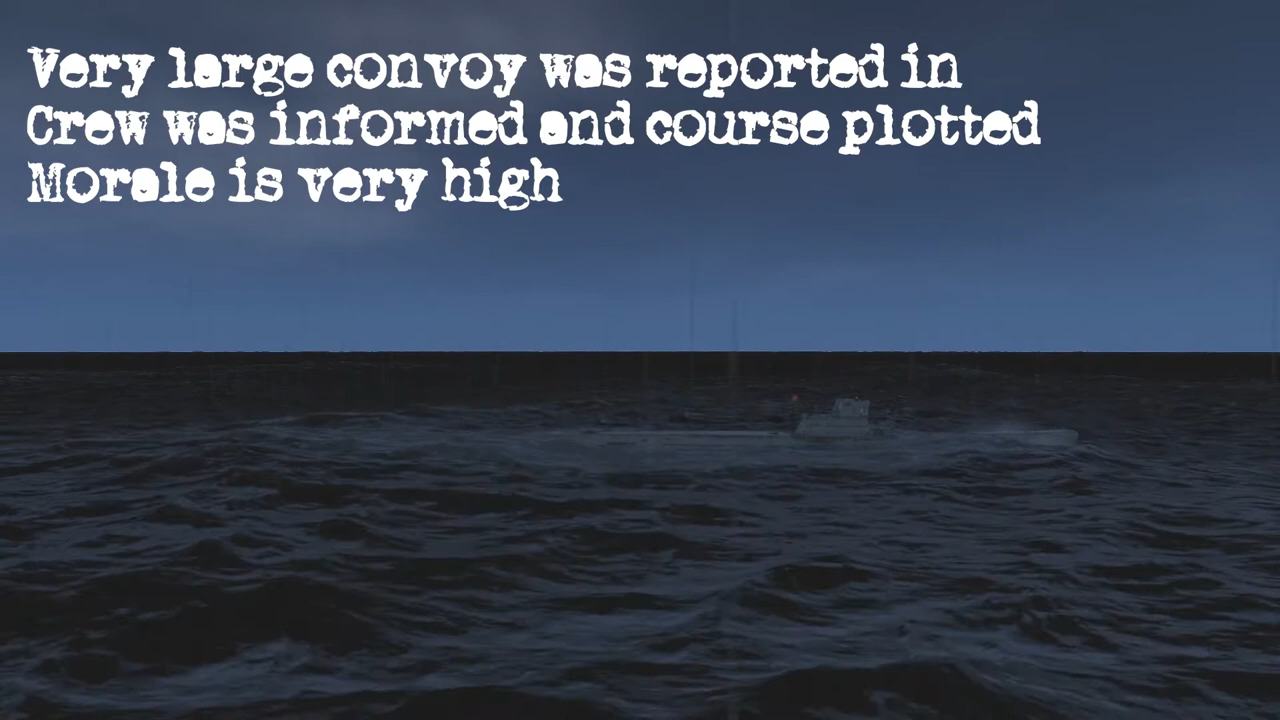 Very large convoy was reported in
Crew was informed and course plotted
Morale is very high